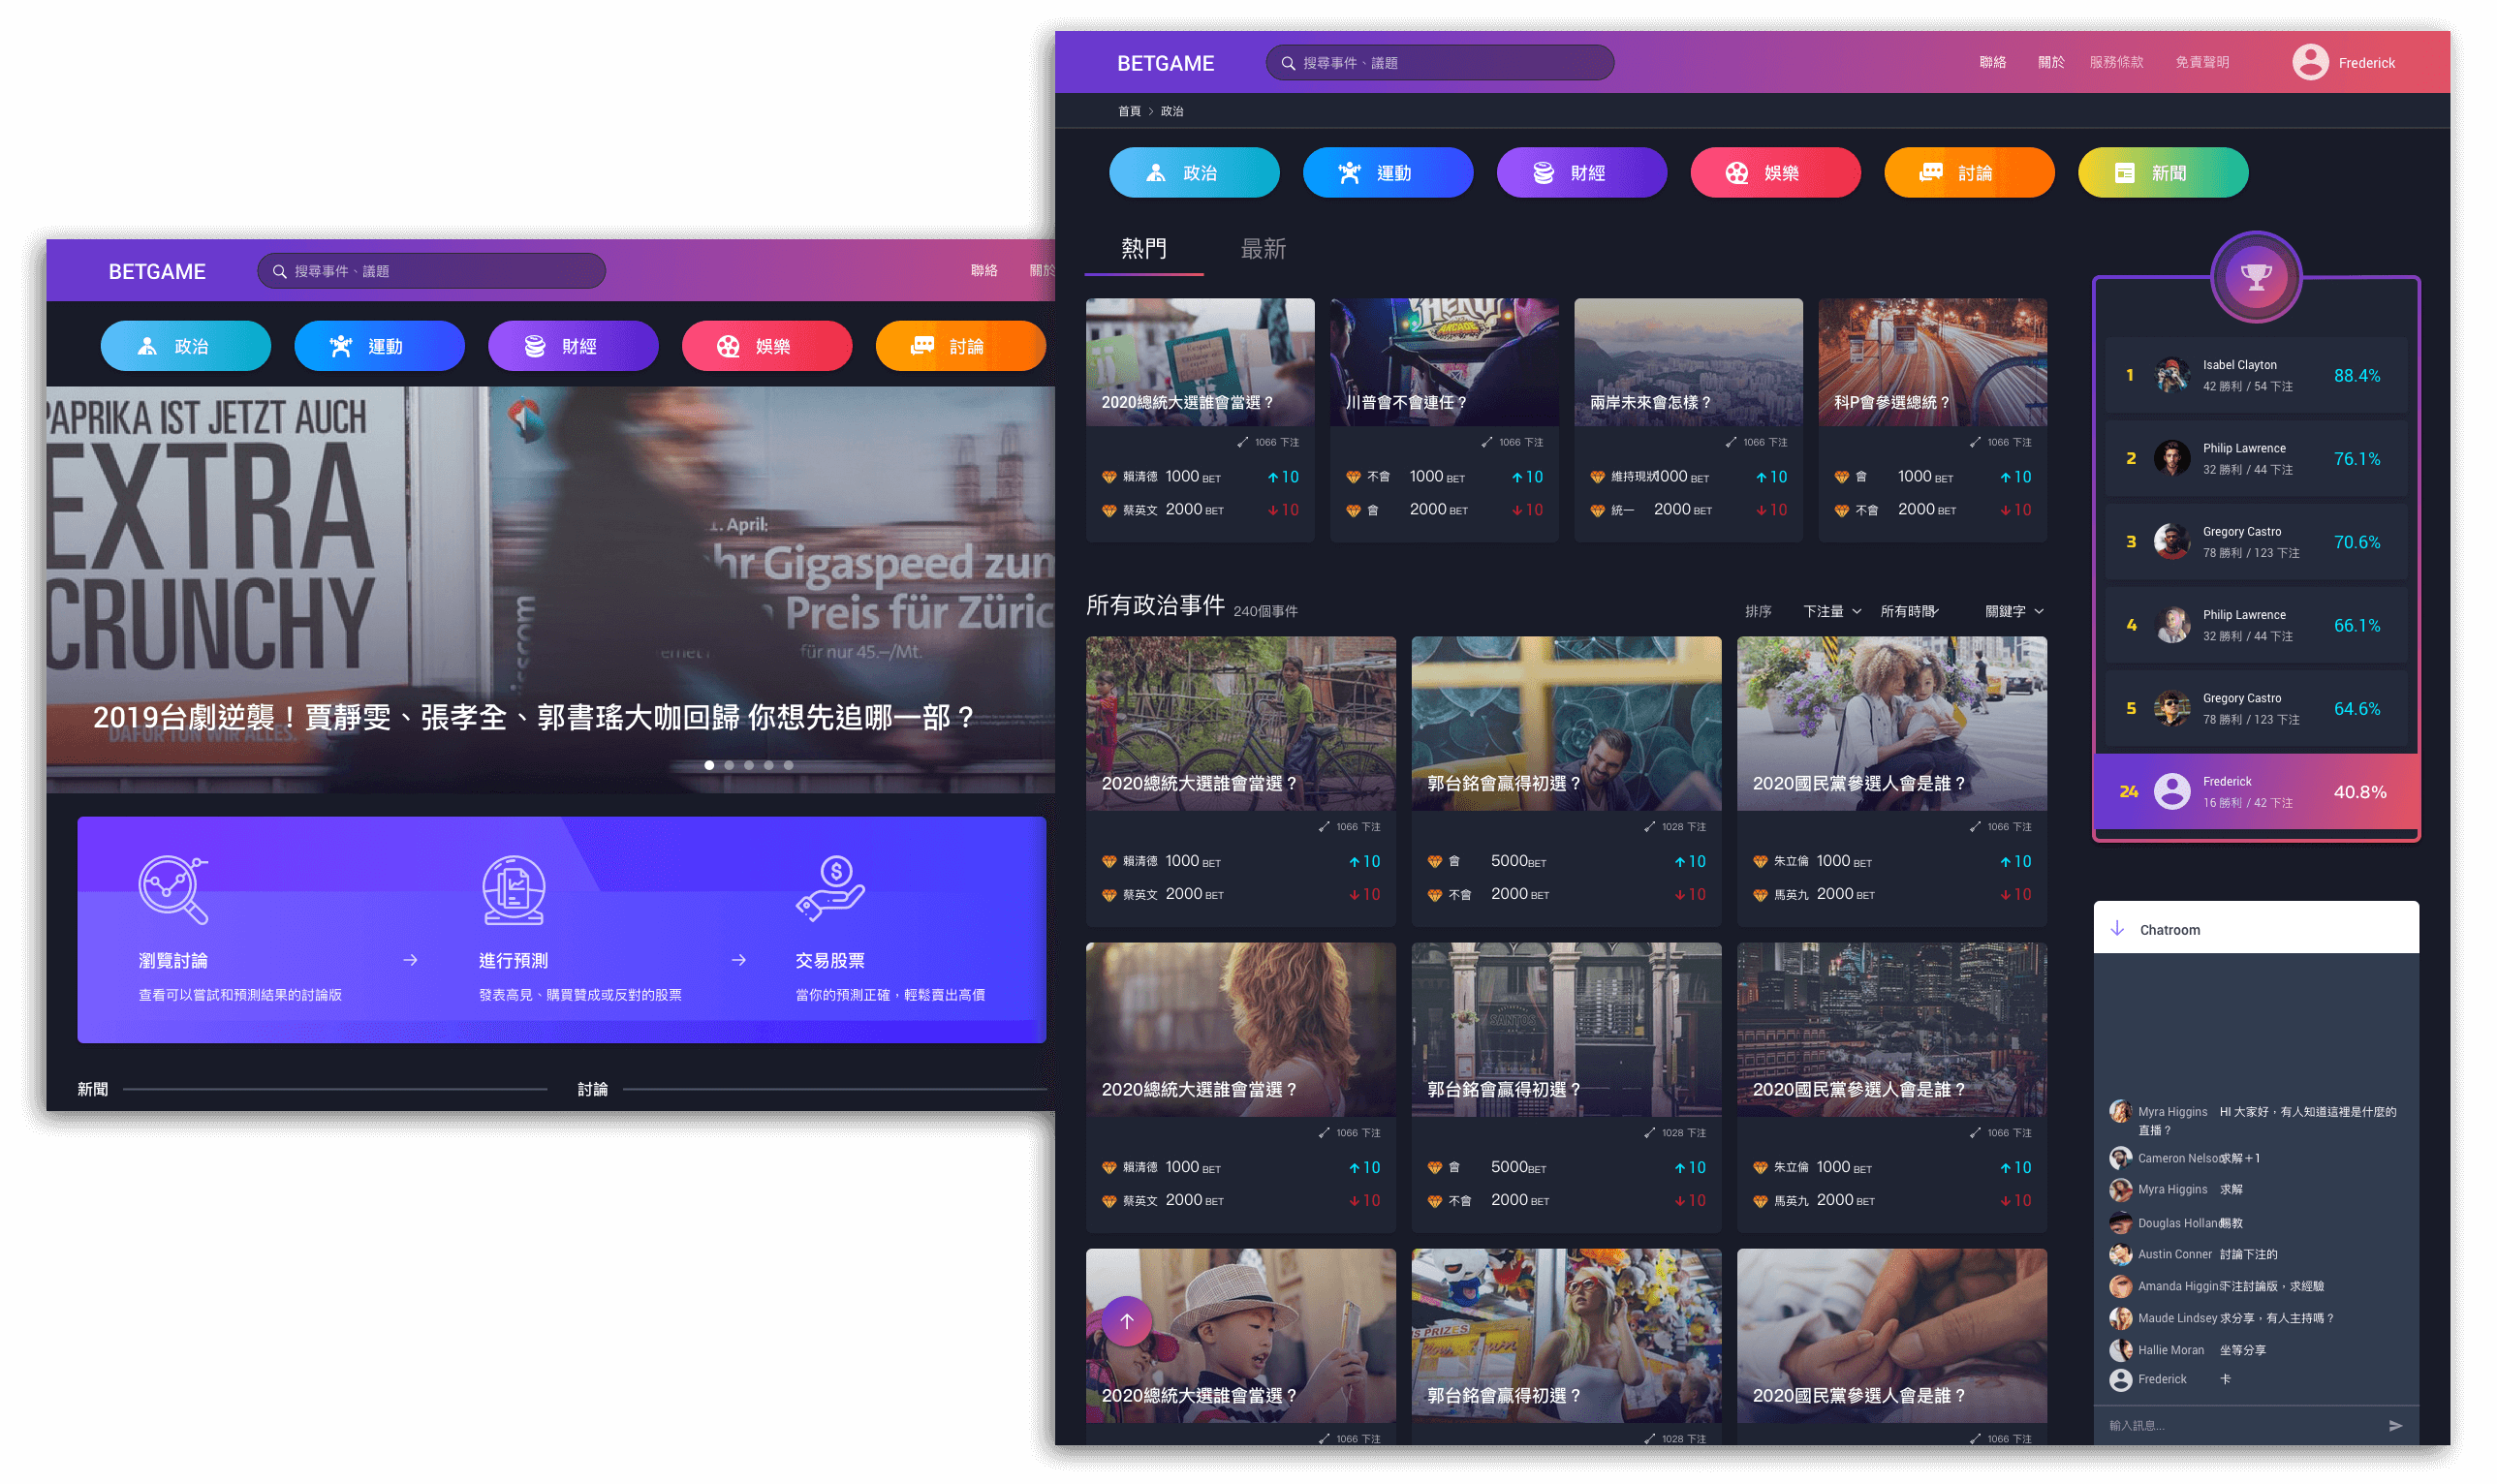 BETGAME
搜尋事件、議題
聯絡
關於
政治
運動
財經
娛樂
討論
PAPRIKA IST JETZT AUCH
EXTRA
CRUNCHY
1. April:
hr Gigaspeed zum
Preis für Züric
für nur 45.–/Mt.
2019台劇逆襲！賈靜雯、張孝全、郭書瑤大咖回歸 你想先追哪一部？
瀏覽討論
查看可以嘗試和預測結果的討論版
進行預測
發表高見、購買贊成或反對的股票
交易股票
當你的預測正確，輕鬆賣出高價
新聞
討論
BETGAME
搜尋事件、議題
聯絡
關於
服務條款
免責聲明
Frederick
首頁 > 政治
政治
運動
財經
娛樂
討論
新聞
熱門
最新
2020總統大選誰會當選？
1066 下注
賴清德 1000 BET 10
蔡英文 2000 BET 10
川普會不會連任？
1066 下注
不會 1000 BET 10
會 2000 BET 10
兩岸未來會怎樣？
1066 下注
維持現狀1000 BET 10
統一 2000 BET 10
科P會參選總統？
1066 下注
會 1000 BET 10
不會 2000 BET 10
所有政治事件 240個事件
排序
下注量
所有時間
關鍵字
2020總統大選誰會當選？
1066 下注
賴清德 1000 BET 10
蔡英文 2000 BET 10
郭台銘會贏得初選？
1028 下注
會 5000BET 10
不會 2000 BET 10
2020國民黨參選人會是誰？
1066 下注
朱立倫 1000 BET 10
馬英九 2000 BET 10
2020總統大選誰會當選？
1066 下注
賴清德 1000 BET 10
蔡英文 2000 BET 10
SANTOS
郭台銘會贏得初選？
1028 下注
會 5000BET 10
不會 2000 BET 10
2020國民黨參選人會是誰？
1066 下注
朱立倫 1000 BET 10
馬英九 2000 BET 10
2020總統大選誰會當選？
1066 下注
PRIZES
郭台銘會贏得初選？
1028 下注
2020國民黨參選人會是誰？
1066 下注
1
Isabel Clayton
42 勝利 / 54 下注
88.4%
2
Philip Lawrence
32 勝利 / 44 下注
76.1%
3
Gregory Castro
78 勝利 / 123 下注
70.6%
4
Philip Lawrence
32 勝利 / 44 下注
66.1%
5
Gregory Castro
78 勝利 / 123 下注
64.6%
24
Frederick
16 勝利 / 42 下注
40.8%
Chatroom
Myra Higgins HI 大家好，有人知道這裡是什麼的
直播？
Cameron Nelson求解＋1
Myra Higgins 求解
Douglas Holland賜教
Austin Conner 討論下注的
Amanda Higgins下注討論版，求經驗
Maude Lindsey 求分享，有人主持嗎？
Hallie Moran 坐等分享
Frederick 卡
輸入訊息...